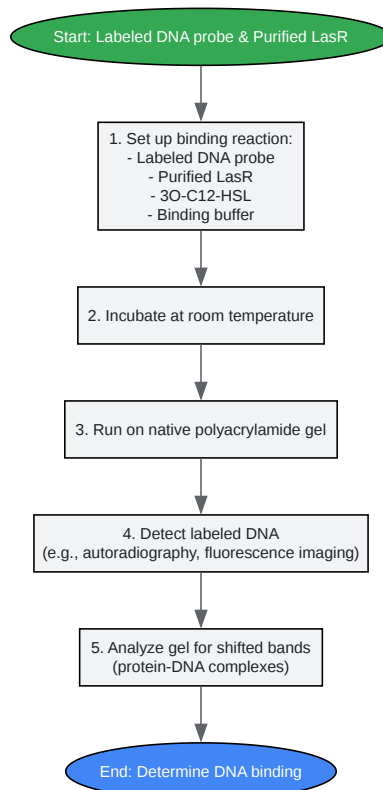 Start: Labeled DNA probe & Purified LasR
1. Set up binding reaction:
- Labeled DNA probe
- Purified LasR
- 3O-C12-HSL
- Binding buffer
2. Incubate at room temperature
3. Run on native polyacrylamide gel
4. Detect labeled DNA
(e.g., autoradiography, fluorescence imaging)
5. Analyze gel for shifted bands
(protein-DNA complexes)
End: Determine DNA binding